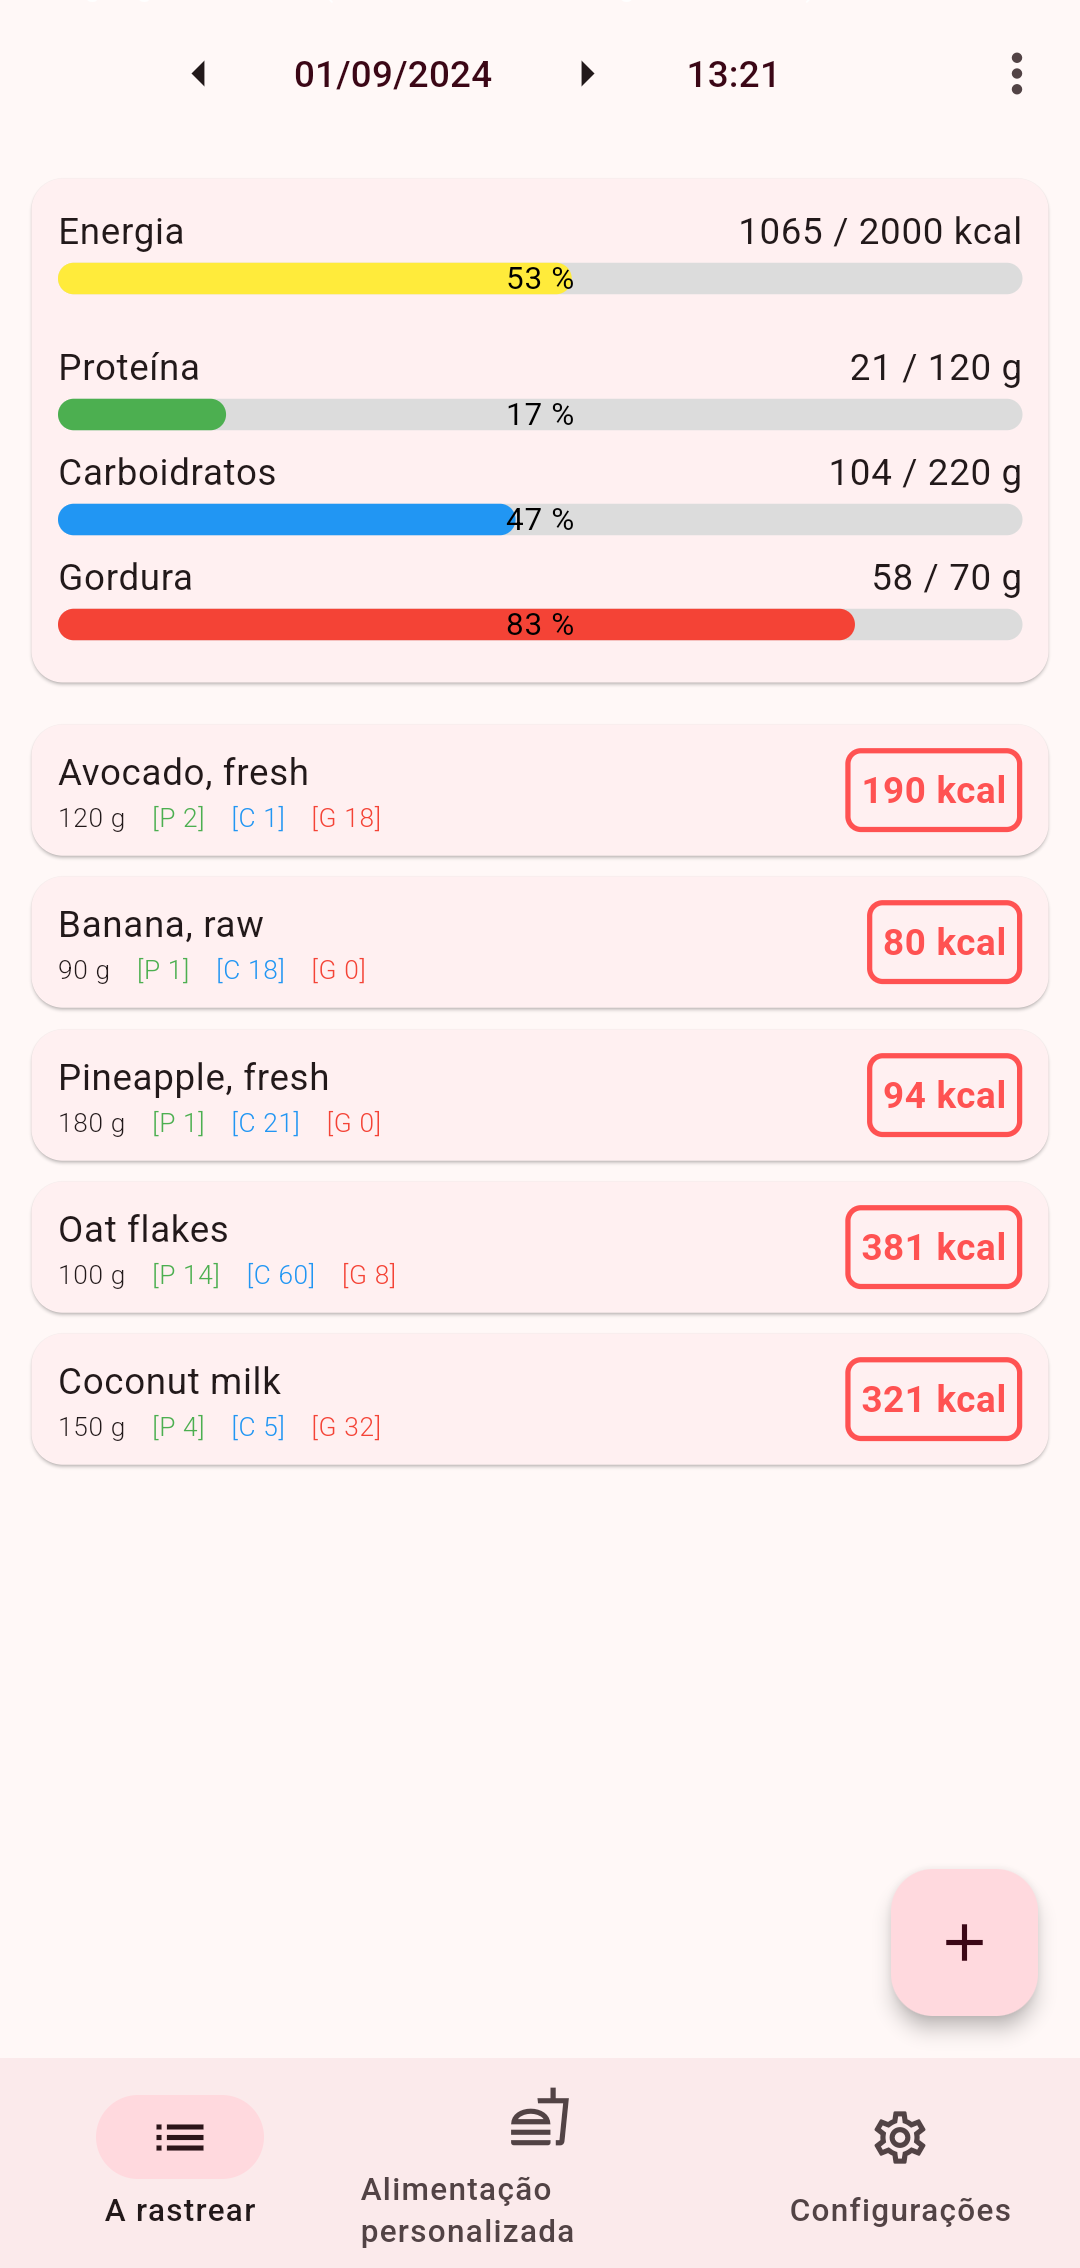 01/09/2024 13:21
Energia 1065 / 2000 kcal
53 %
Proteína 21 / 120 g
17 %
Carboidratos 104 / 220 g
47 %
Gordura 58 / 70 g
83 %
Avocado, fresh
120 g [P 2] [C 1] [G 18]
190 kcal
Banana, raw
90 g [P 1] [C 18] [G 0]
80 kcal
Pineapple, fresh
180 g [P 1] [C 21] [G 0]
94 kcal
Oat flakes
100 g [P 14] [C 60] [G 8]
381 kcal
Coconut milk
150 g [P 4] [C 5] [G 32]
321 kcal
A rastrear
Alimentação
personalizada
Configurações